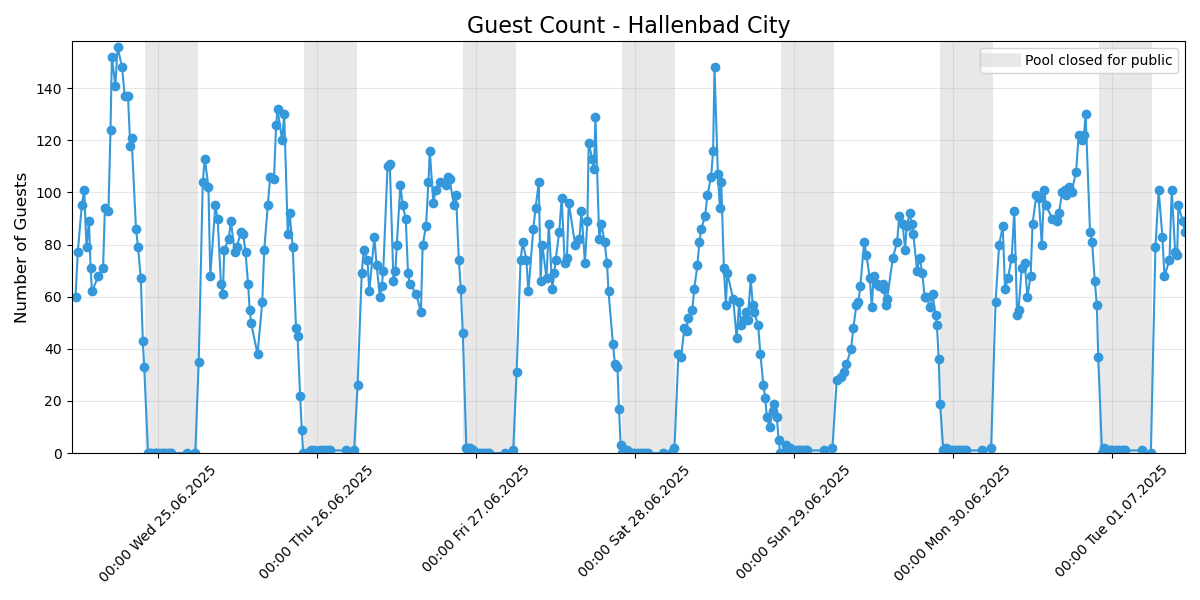 Guest Count - Hallenbad City
Pool closed for public
Number of Guests
140
120
100
80
60
40
20
0
00:00 Wed 25.06.2025
00:00 Thu 26.06.2025
00:00 Fri 27.06.2025
00:00 Sat 28.06.2025
00:00 Sun 29.06.2025
00:00 Mon 30.06.2025
00:00 Tue 01.07.2025